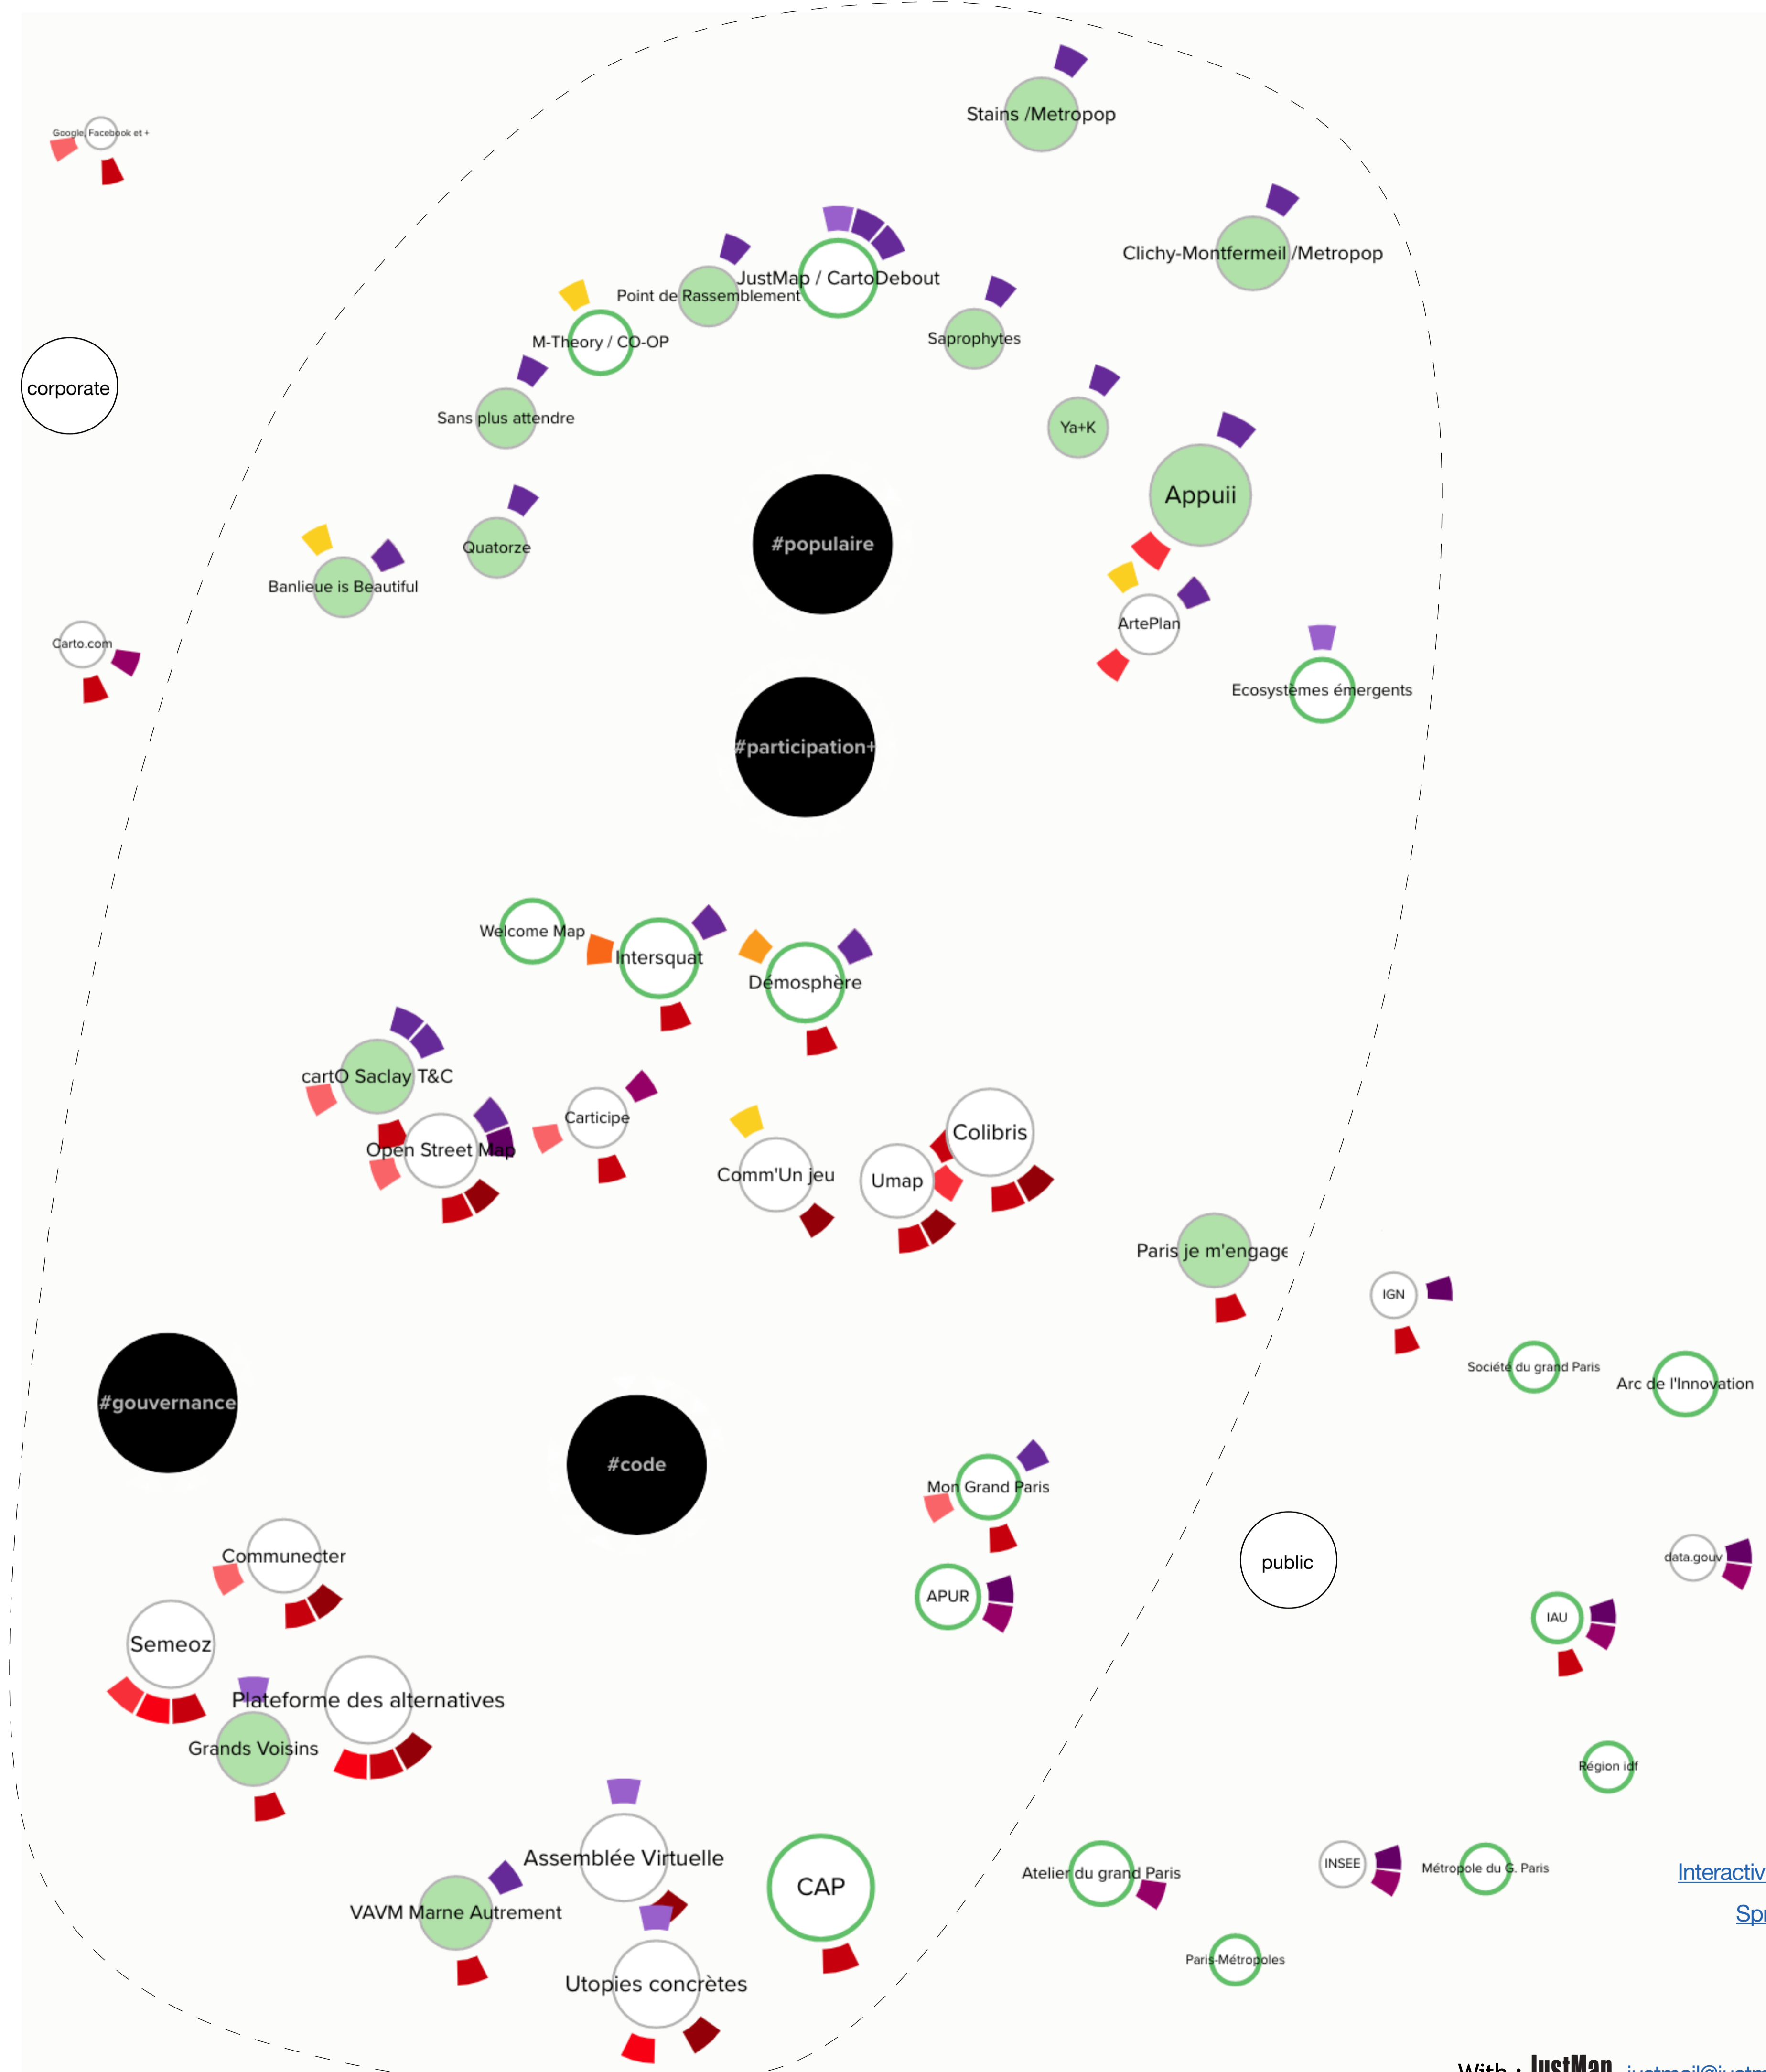 Stains /Metropop
Google, Facebook et +
Clichy-Montfermeil /Metropop
JustMap / CartoDebout
Point de Rassemblement
M-Theory / CO-OP
Saprophytes
corporate
Sans plus attendre
Ya+K
Appuii
#populaire
Quatorze
Banlieue is Beautiful
ArtePlan
Carto.com
Ecosystèmes émergents
#participation+
Welcome Map
Intersquat
Démosphère
cartO Saclay T&C
Carticipe
Colibris
Open Street Map
Comm'Un jeu
Umap
Paris je m'engage
IGN
Société du grand Paris
Arc de l'Innovation
#gouvernance
#code
Mon Grand Paris
Communecter
data.gouv
public
APUR
IAU
Semeoz
Plateforme des alternatives
Grands Voisins
Région idf
Assemblée Virtuelle
INSEE
Métropole du G. Paris
Interactiv
Atelier du grand Paris
CAP
VAVM Marne Autrement
Spr
Paris-Métropoles
Utopies concrètes
With : JustMap